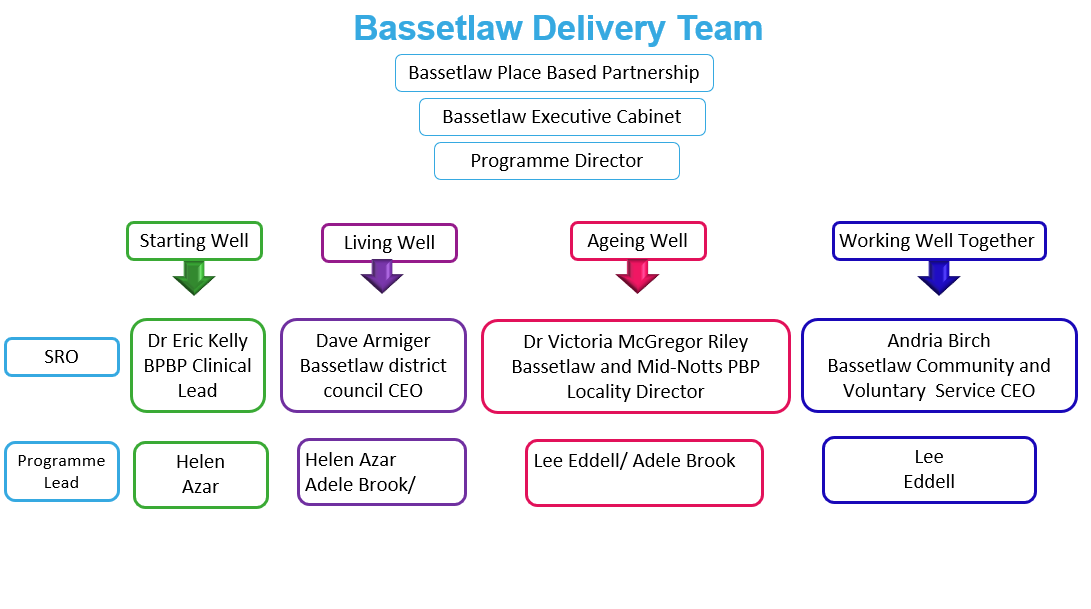 Bassetlaw Delivery Team
Bassetlaw Place Based Partnership
Bassetlaw Executive Cabinet
Programme Director
Starting Well
Living Well
Ageing Well
Working Well Together
SRO
Dr Eric Kelly
BPBP Clinical
Lead
Dave Armiger
Bassetlaw district
council CEO
Dr Victoria McGregor Riley
Bassetlaw and Mid-Notts PBP
Locality Director
Andria Birch
Bassetlaw Community and
Voluntary  Service CEO
Programme
Lead
Helen
Azar
Helen Azar
Adele Brook/
Lee Eddell/ Adele Brook
Lee
Eddell